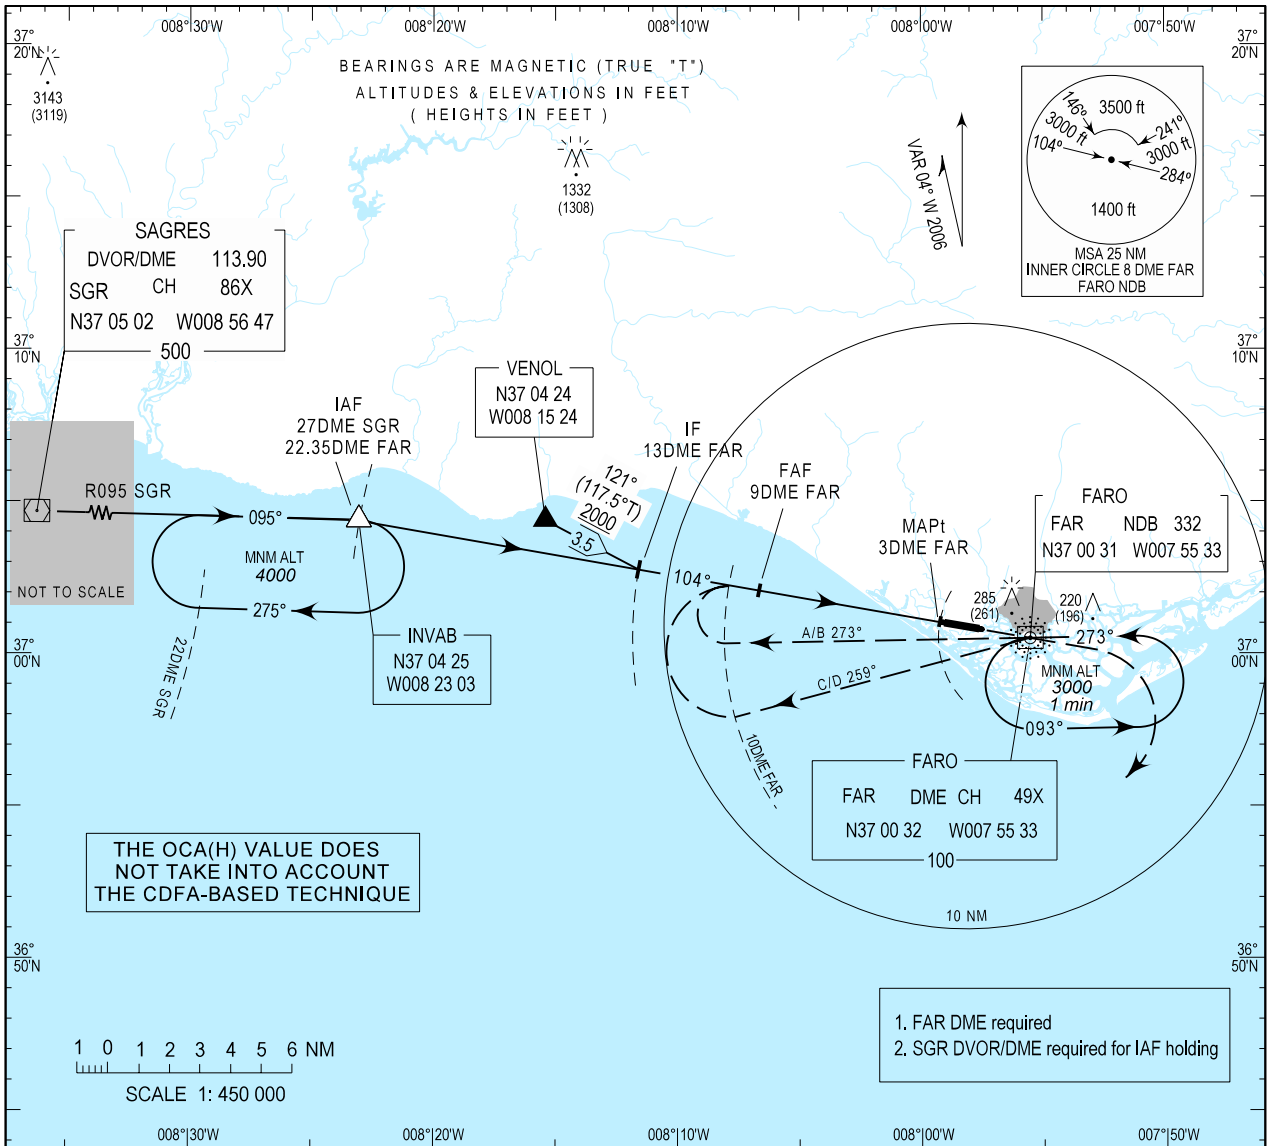 008°30'W
008°20'W
008°10'W
008°00'W
007°50'W
37°
20'N
37°
20'N
3143
(3119)
BEARINGS ARE MAGNETIC (TRUE "T")
ALTITUDES & ELEVATIONS IN FEET
( HEIGHTS IN FEET )
1332
(1308)
VAR 04° W 2006
146°
3500 ft
241°
3000 ft
3000 ft
104°
284°
1400 ft
MSA 25 NM
INNER CIRCLE 8 DME FAR
FARO NDB
SAGRES
DVOR/DME 113.90
SGR CH 86X
N37 05 02 W008 56 47
500
37°
10'N
37°
10'N
VENOL
N37 04 24
W008 15 24
IAF
27DME SGR
22.35DME FAR
IF
13DME FAR
FAF
9DME FAR
121°
(117.5°T)
2000
3.5
R095 SGR
095°
MNM ALT
4000
275°
NOT TO SCALE
22DME SGR
INVAB
N37 04 25
W008 23 03
104°
MAPt
3DME FAR
FARO
FAR NDB 332
N37 00 31 W007 55 33
285
(261)
220
(196)
A/B 273°
C/D 259°
273°
MNM ALT
3000
1 min
093°
10DME FAR
37°
00'N
37°
00'N
FARO
FAR DME CH 49X
N37 00 32 W007 55 33
100
10 NM
THE OCA(H) VALUE DOES
NOT TAKE INTO ACCOUNT
THE CDFA-BASED TECHNIQUE
36°
50'N
36°
50'N
1. FAR DME required
2. SGR DVOR/DME required for IAF holding
1 0 1 2 3 4 5 6 NM
SCALE 1: 450 000
008°30'W
008°20'W
008°10'W
008°00'W
007°50'W